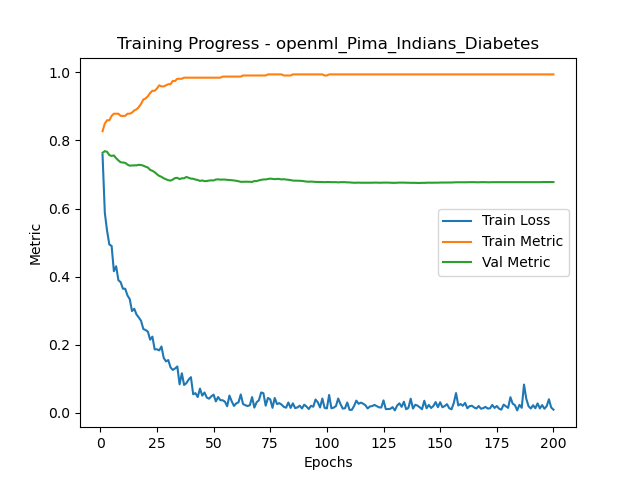 Training Progress - openml_Pima_Indians_Diabetes
1.0
0.8
0.6
0.4
0.2
0.0
Metric
Train Loss
Train Metric
Val Metric
0
25
50
75
100
125
150
175
200
Epochs